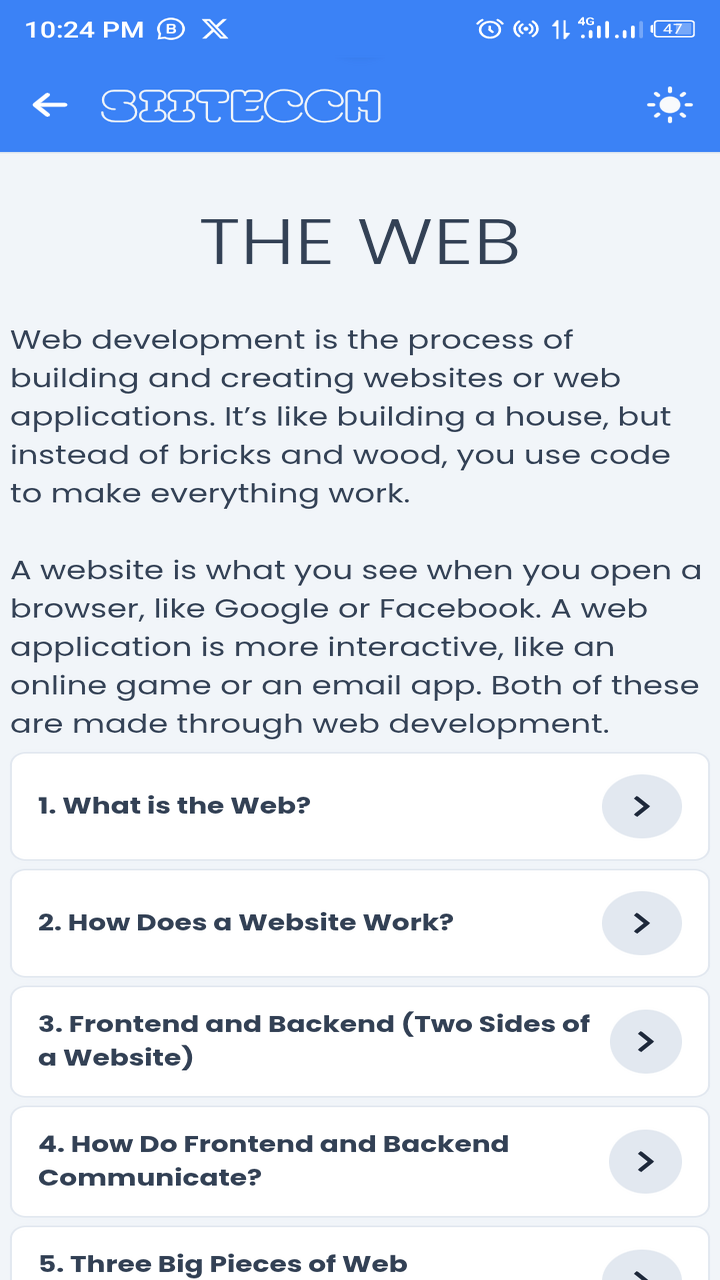 10:24 PM B 4G 47
SIITECCH
THE WEB
Web development is the process of
building and creating websites or web
applications. It’s like building a house, but
instead of bricks and wood, you use code
to make everything work.
A website is what you see when you open a
browser, like Google or Facebook. A web
application is more interactive, like an
online game or an email app. Both of these
are made through web development.
1. What is the Web?
2. How Does a Website Work?
3. Frontend and Backend (Two Sides of
a Website)
4. How Do Frontend and Backend
Communicate?
5. Three Big Pieces of Web